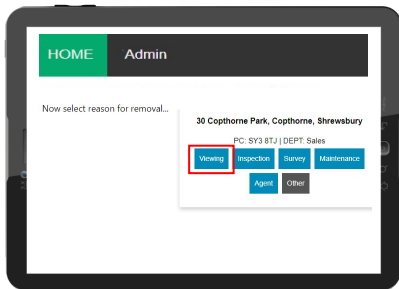 HOME Admin
Now select reason for removal...
30 Copthorne Park, Copthorne, Shrewsbury
PC: SY3 8TJ | DEPT: Sales
Viewing Inspection Survey Maintenance
Agent Other